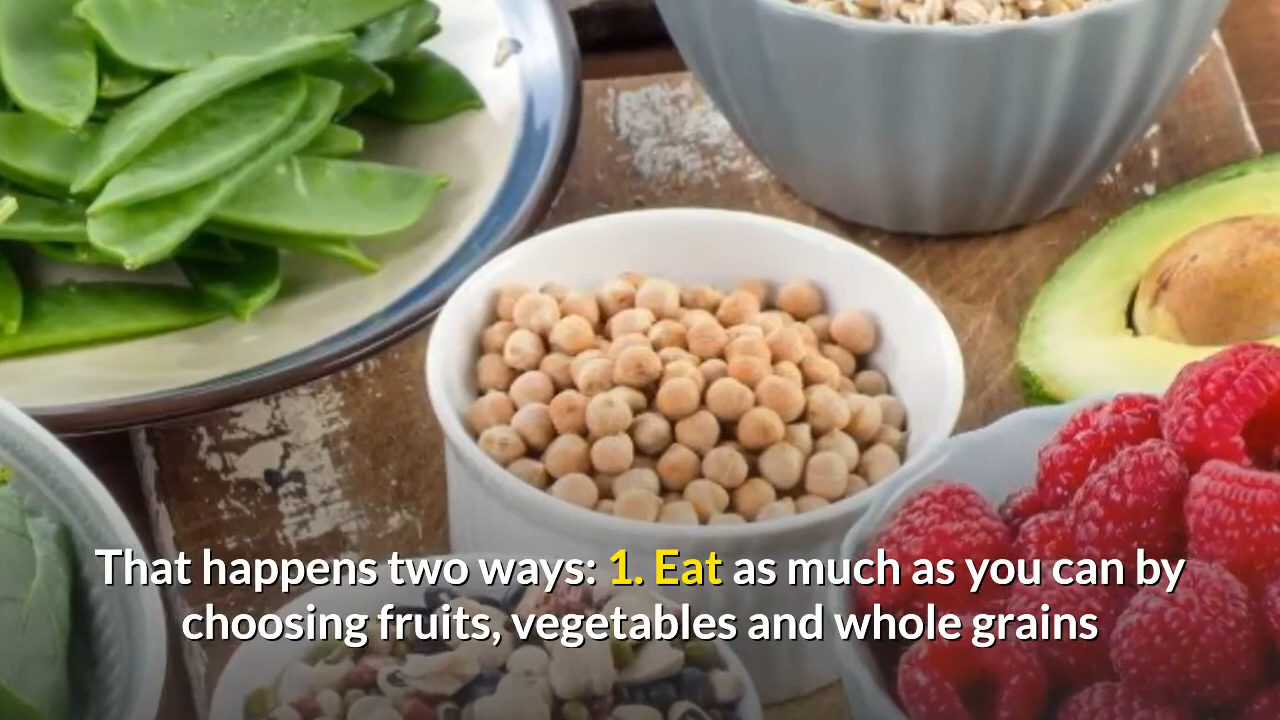 That happens two ways: 1. Eat as much as you can by
choosing fruits, vegetables and whole grains